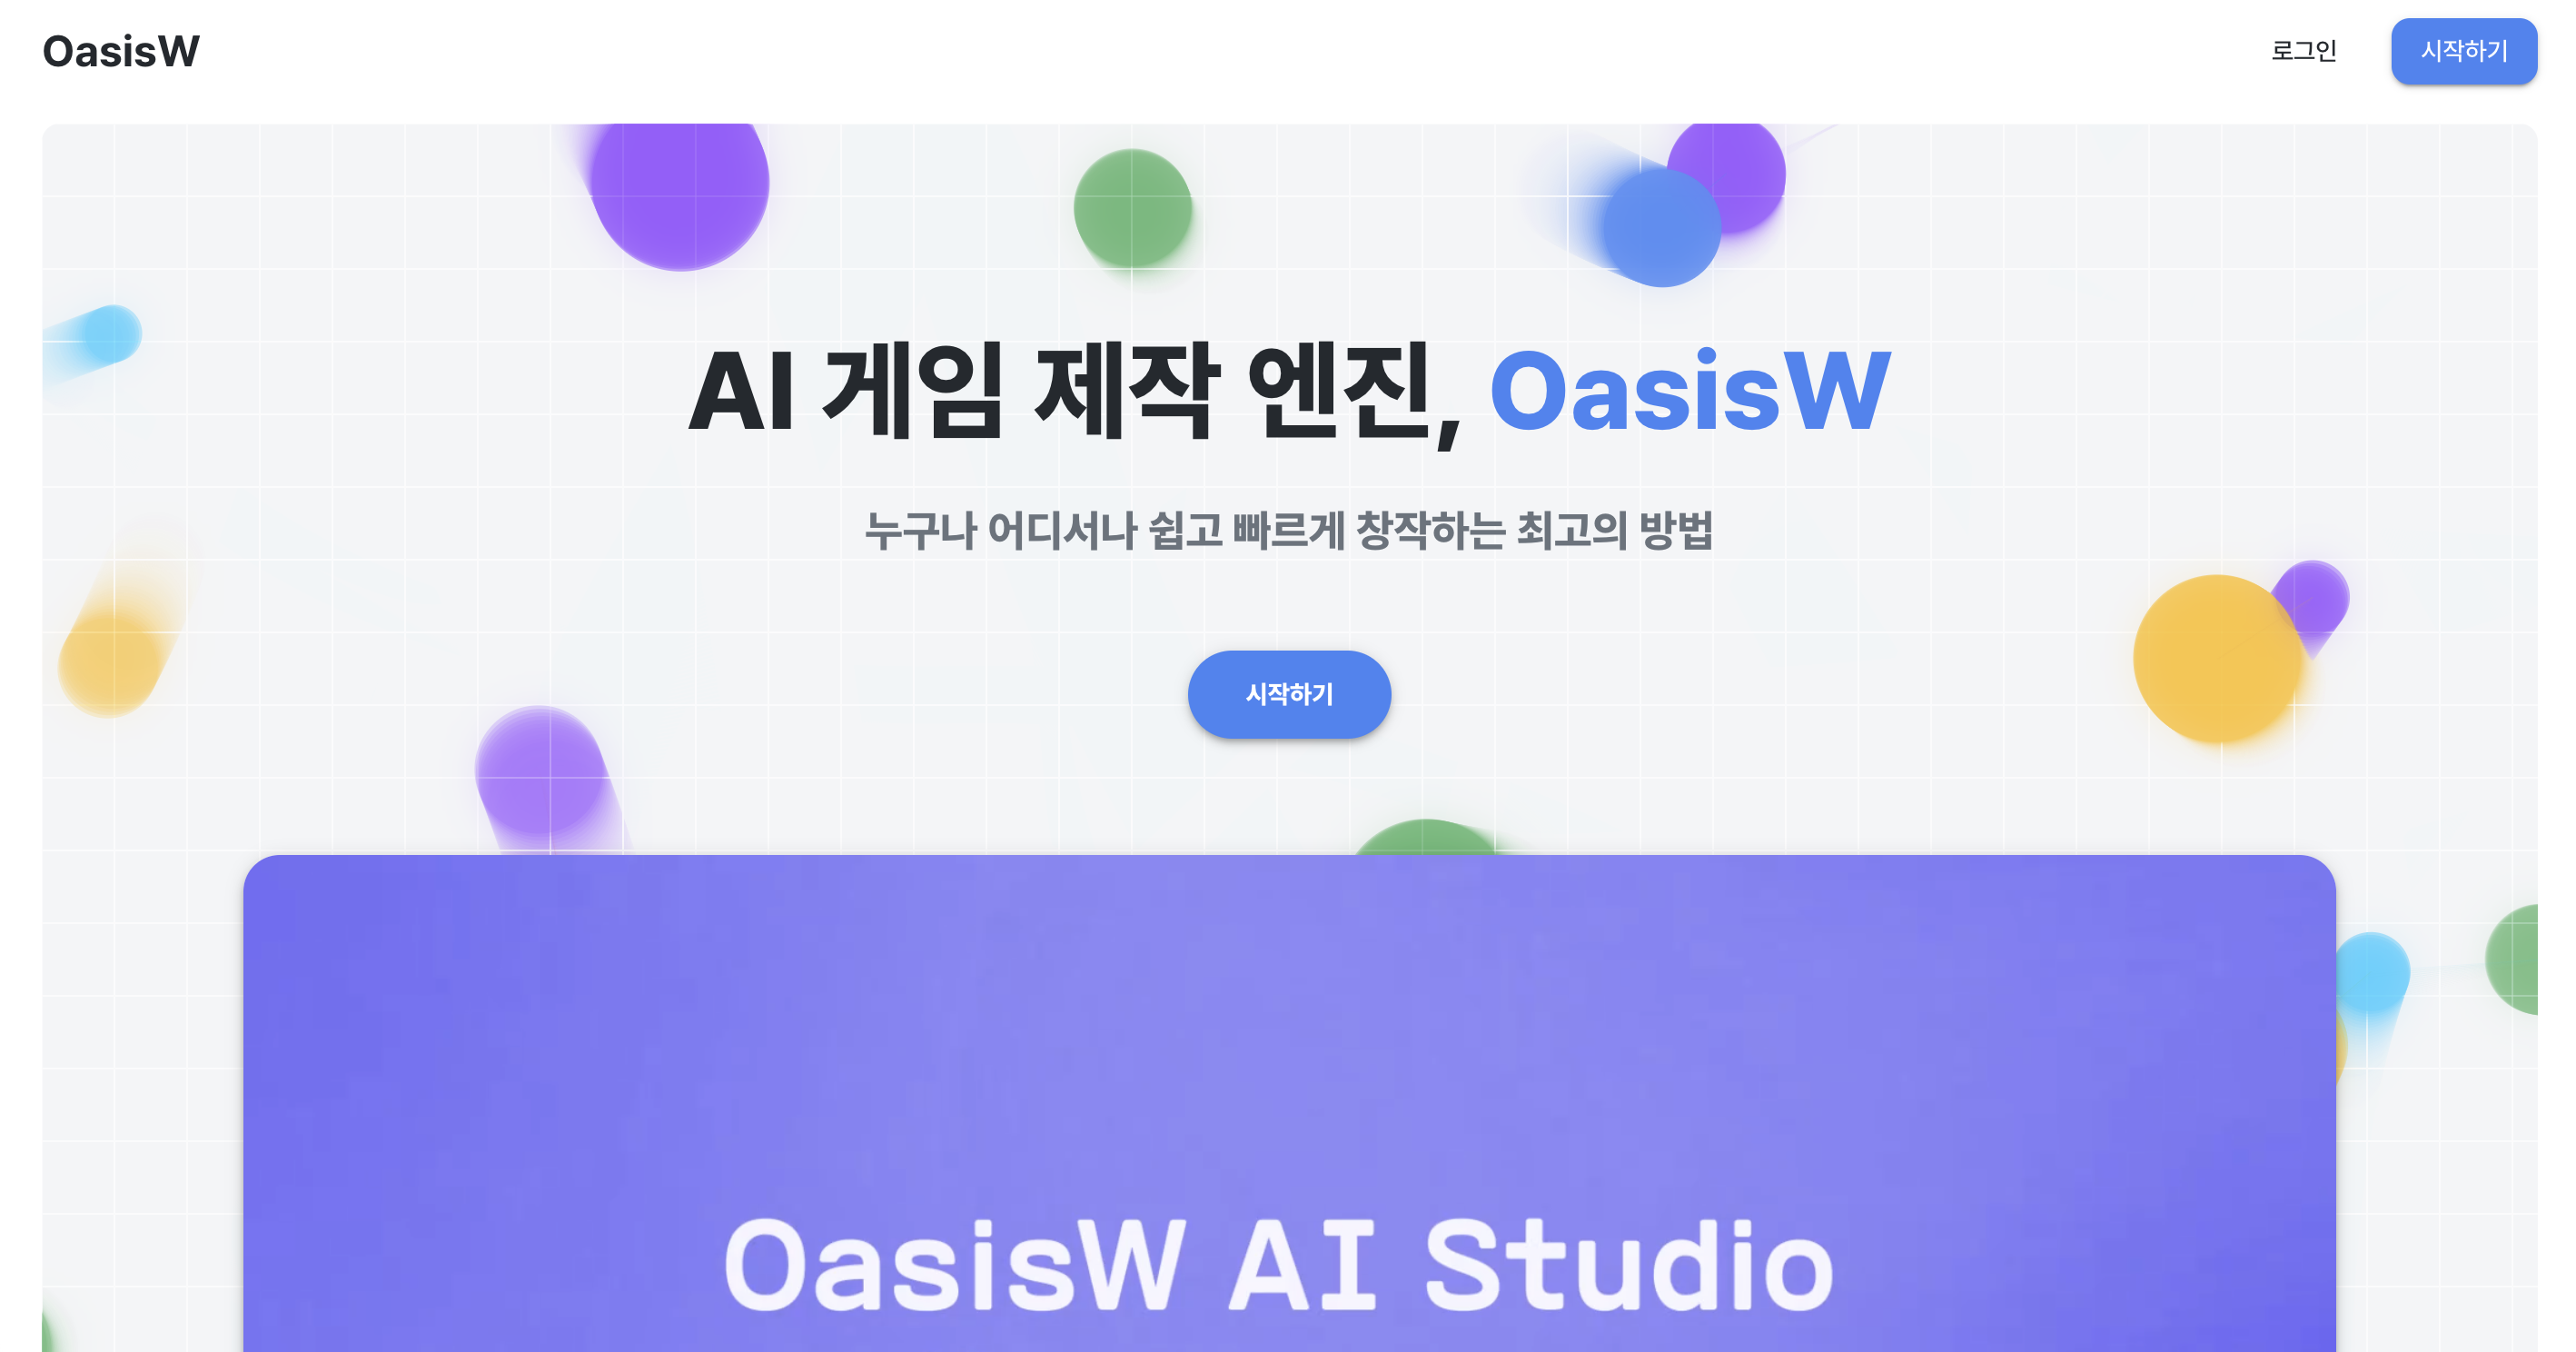 OasisW
로그인
시작하기
AI 게임 제작 엔진, OasisW
누구나 어디서나 쉽고 빠르게 창작하는 최고의 방법
시작하기
OasisW AI Studio